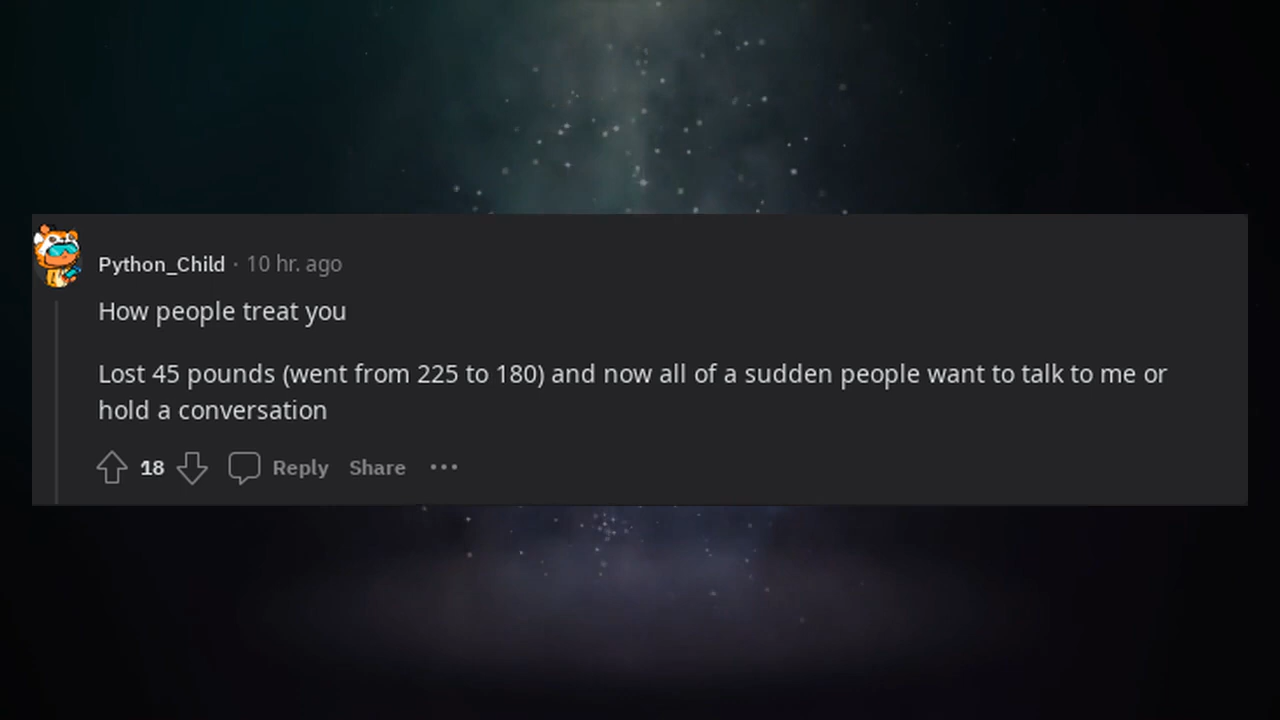 Python_Child · 10 hr. ago
How people treat you
Lost 45 pounds (went from 225 to 180) and now all of a sudden people want to talk to me or
hold a conversation
18 Reply Share ···